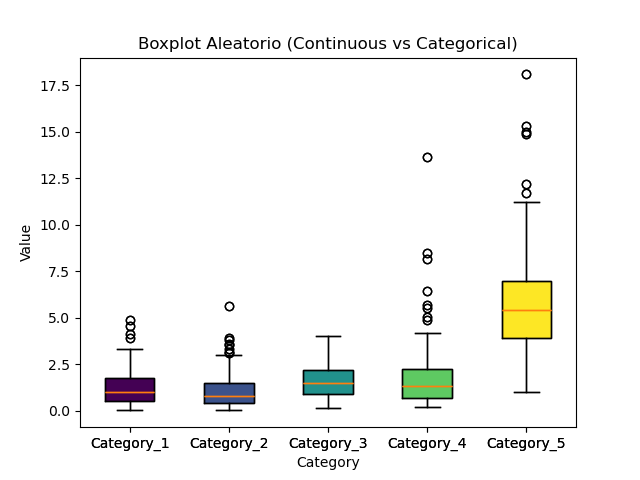 Boxplot Aleatorio (Continuous vs Categorical)
17.5
15.0
12.5
10.0
7.5
5.0
2.5
0.0
Value
Category_1 Category_2 Category_3 Category_4 Category_5
Category